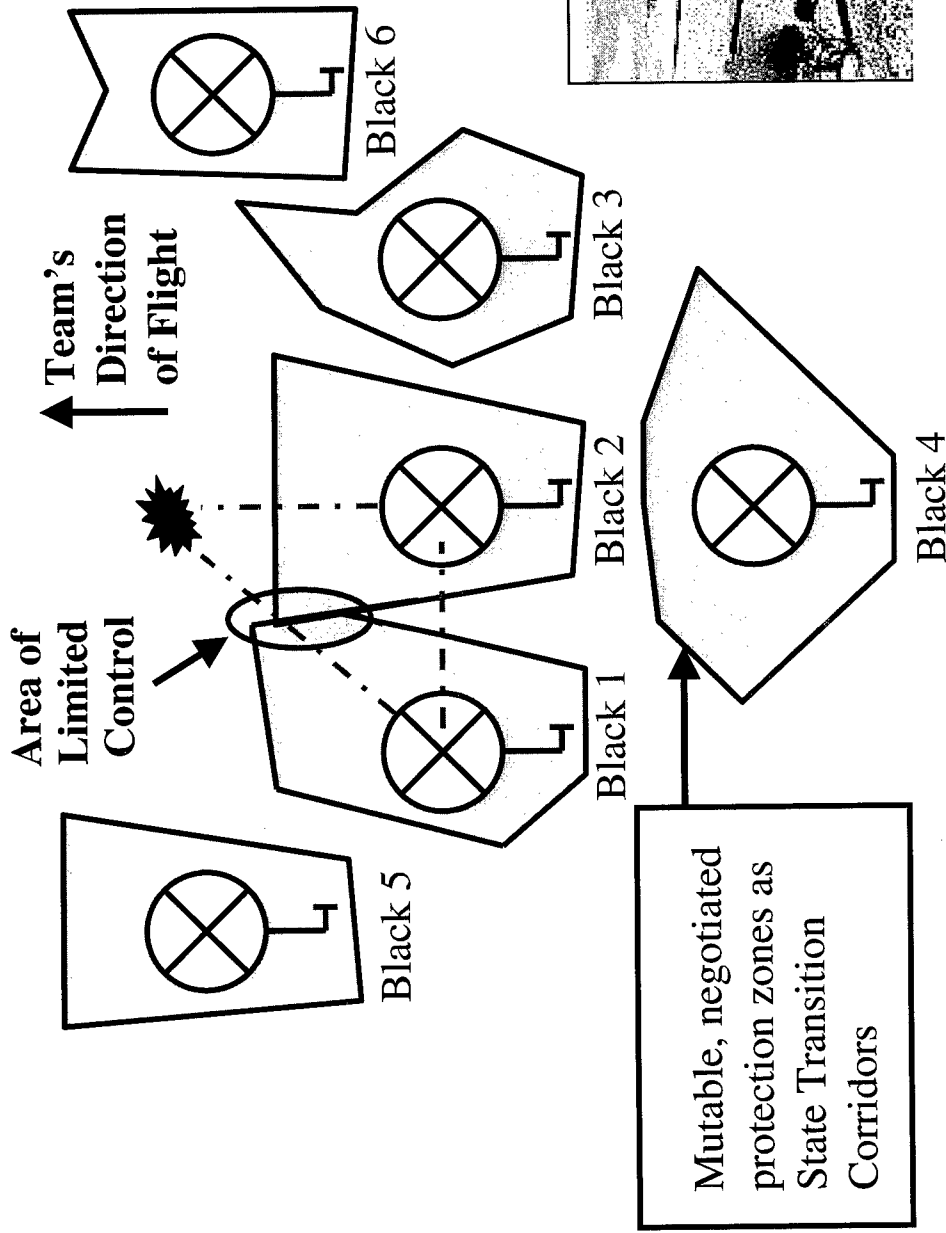 Team's
Direction
of Flight
Area of
Limited
Control
Black 5
Black 1
Black 2
Black 3
Black 6
Black 4
Mutable, negotiated
protection zones as
State Transition
Corridors